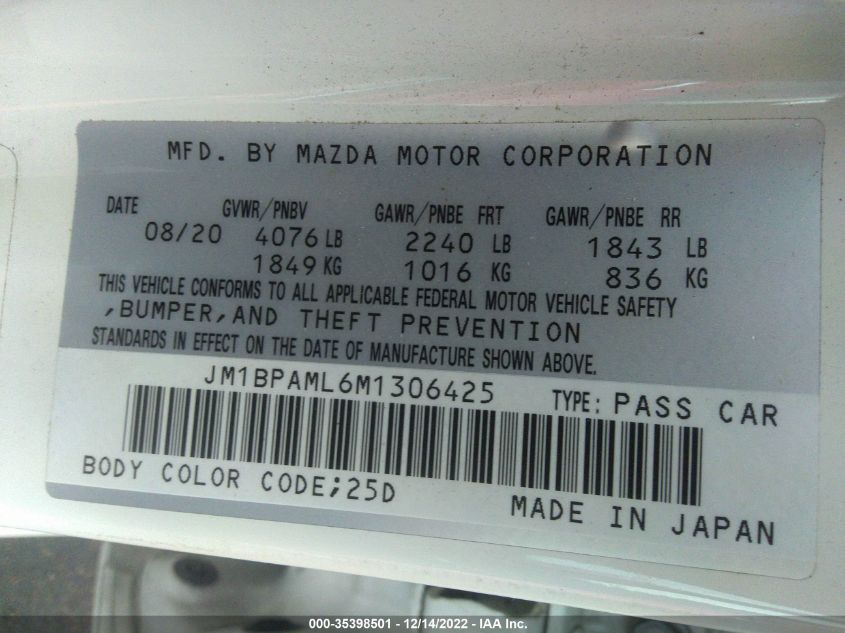 MFD. BY MAZDA MOTOR CORPORATION
DATE GVWR/PNBV GAWR/PNBE FRT GAWR/PNBE RR
08/20 4076 LB 2240 LB 1843 LB
1849 KG 1016 KG 836 KG
THIS VEHICLE CONFORMS TO ALL APPLICABLE FEDERAL MOTOR VEHICLE SAFETY
,BUMPER,AND THEFT PREVENTION
STANDARDS IN EFFECT ON THE DATE OF MANUFACTURE SHOWN ABOVE.
JM1BPAML6M1306425 TYPE: PASS CAR
BODY COLOR CODE;25D
MADE IN JAPAN
000-35398501 - 12/14/2022 - IAA Inc.